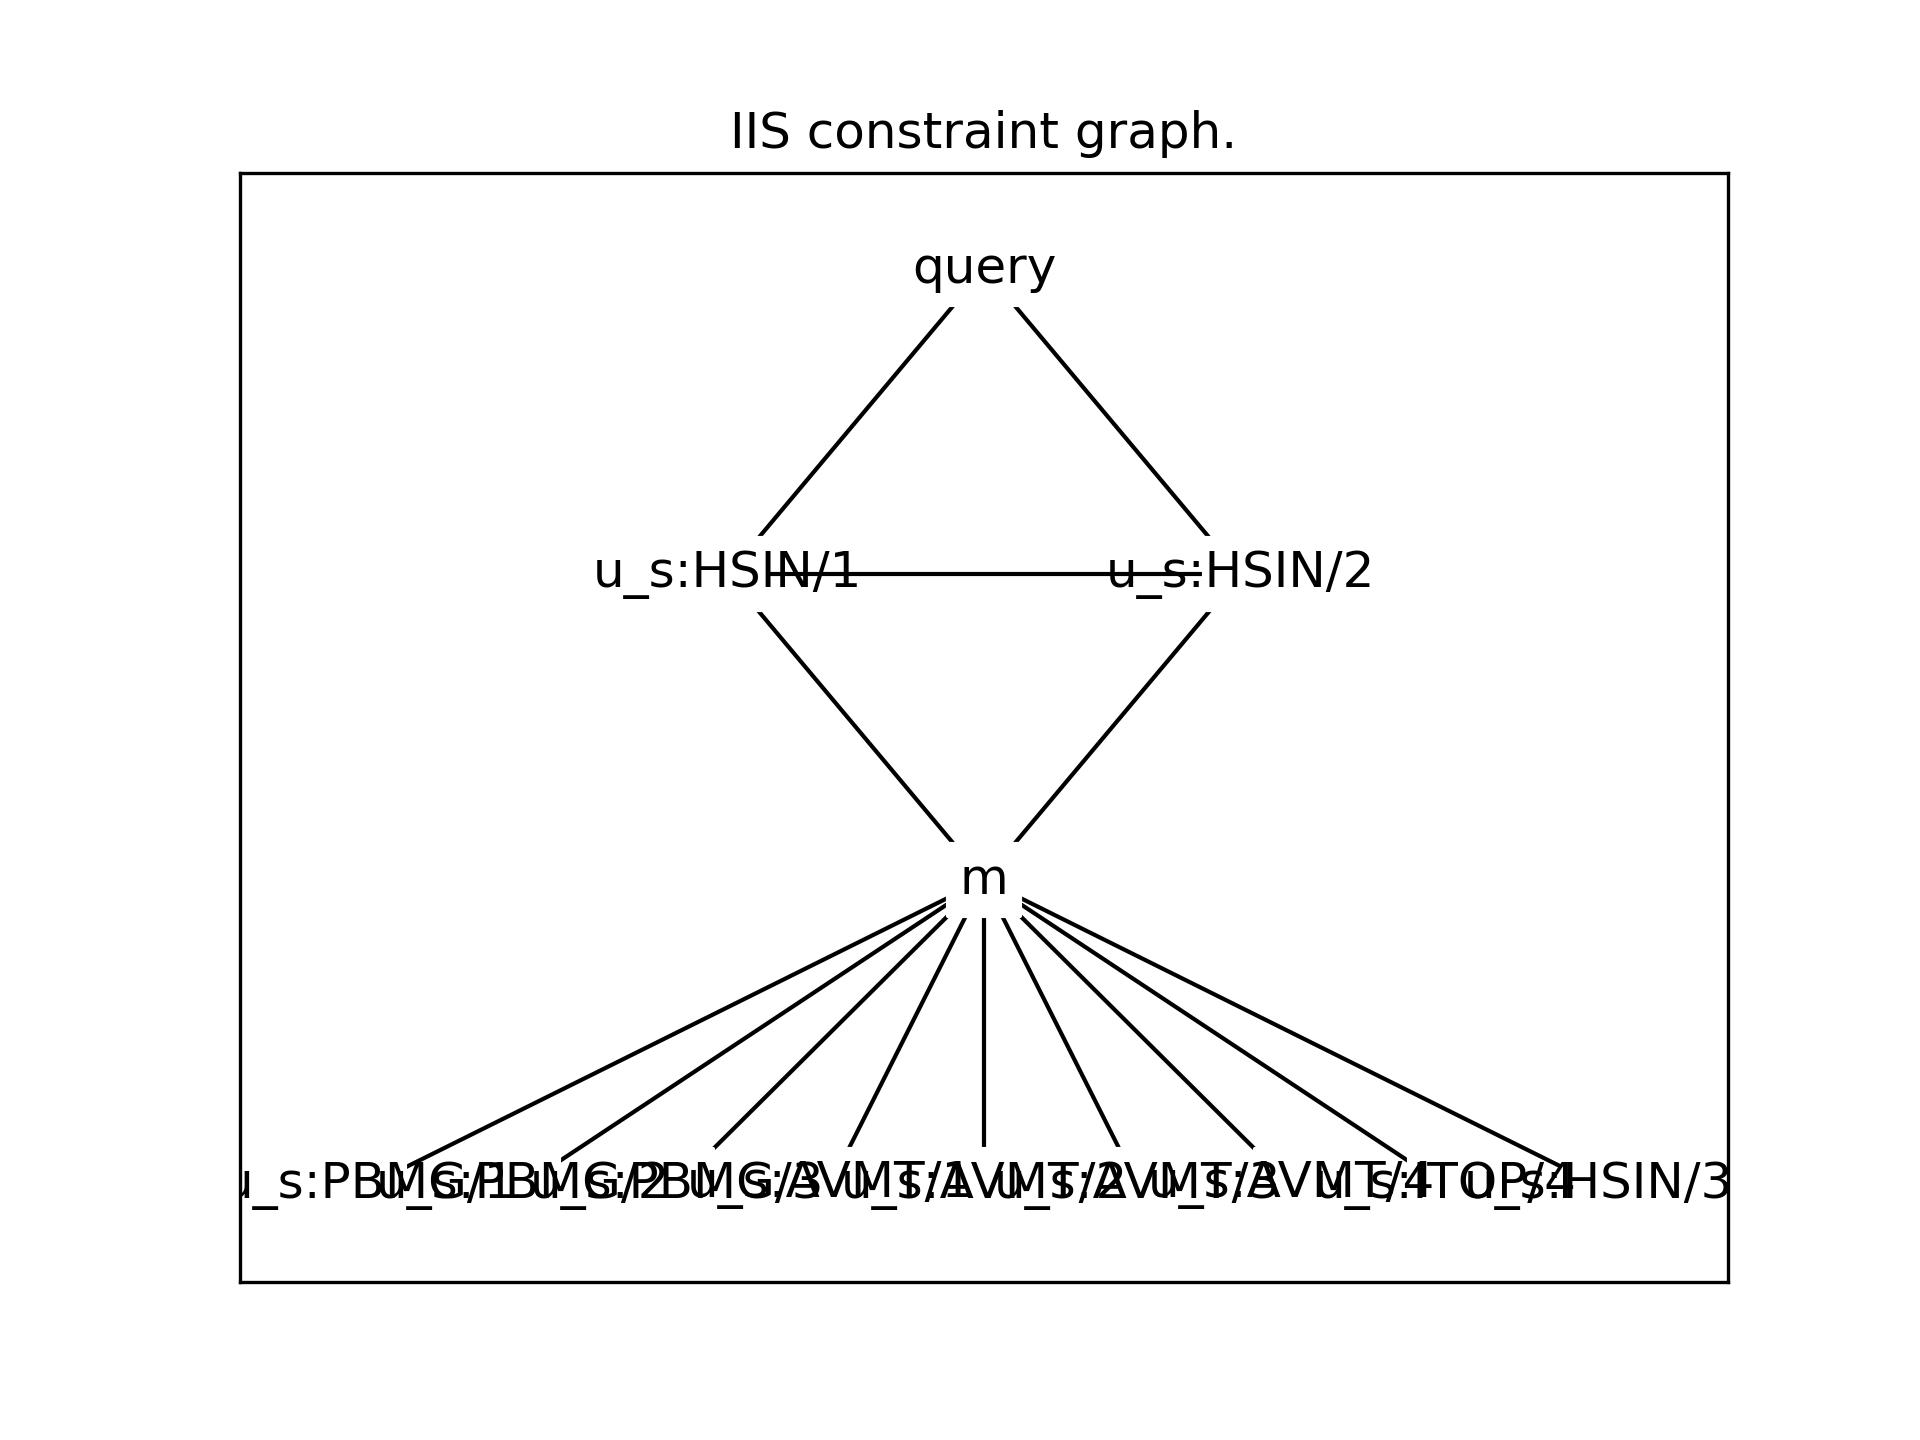 IIS constraint graph.
query
u_s:HSIN/1 u_s:HSIN/2
m
u_s:PBMG/1 u_s:PBMG/2 u_s:PBMG/3 u_s:AVMT/1 u_s:AVMT/2 u_s:AVMT/3 u_s:AVMT/4 u_s:ITOP/4 u_s:HSIN/3